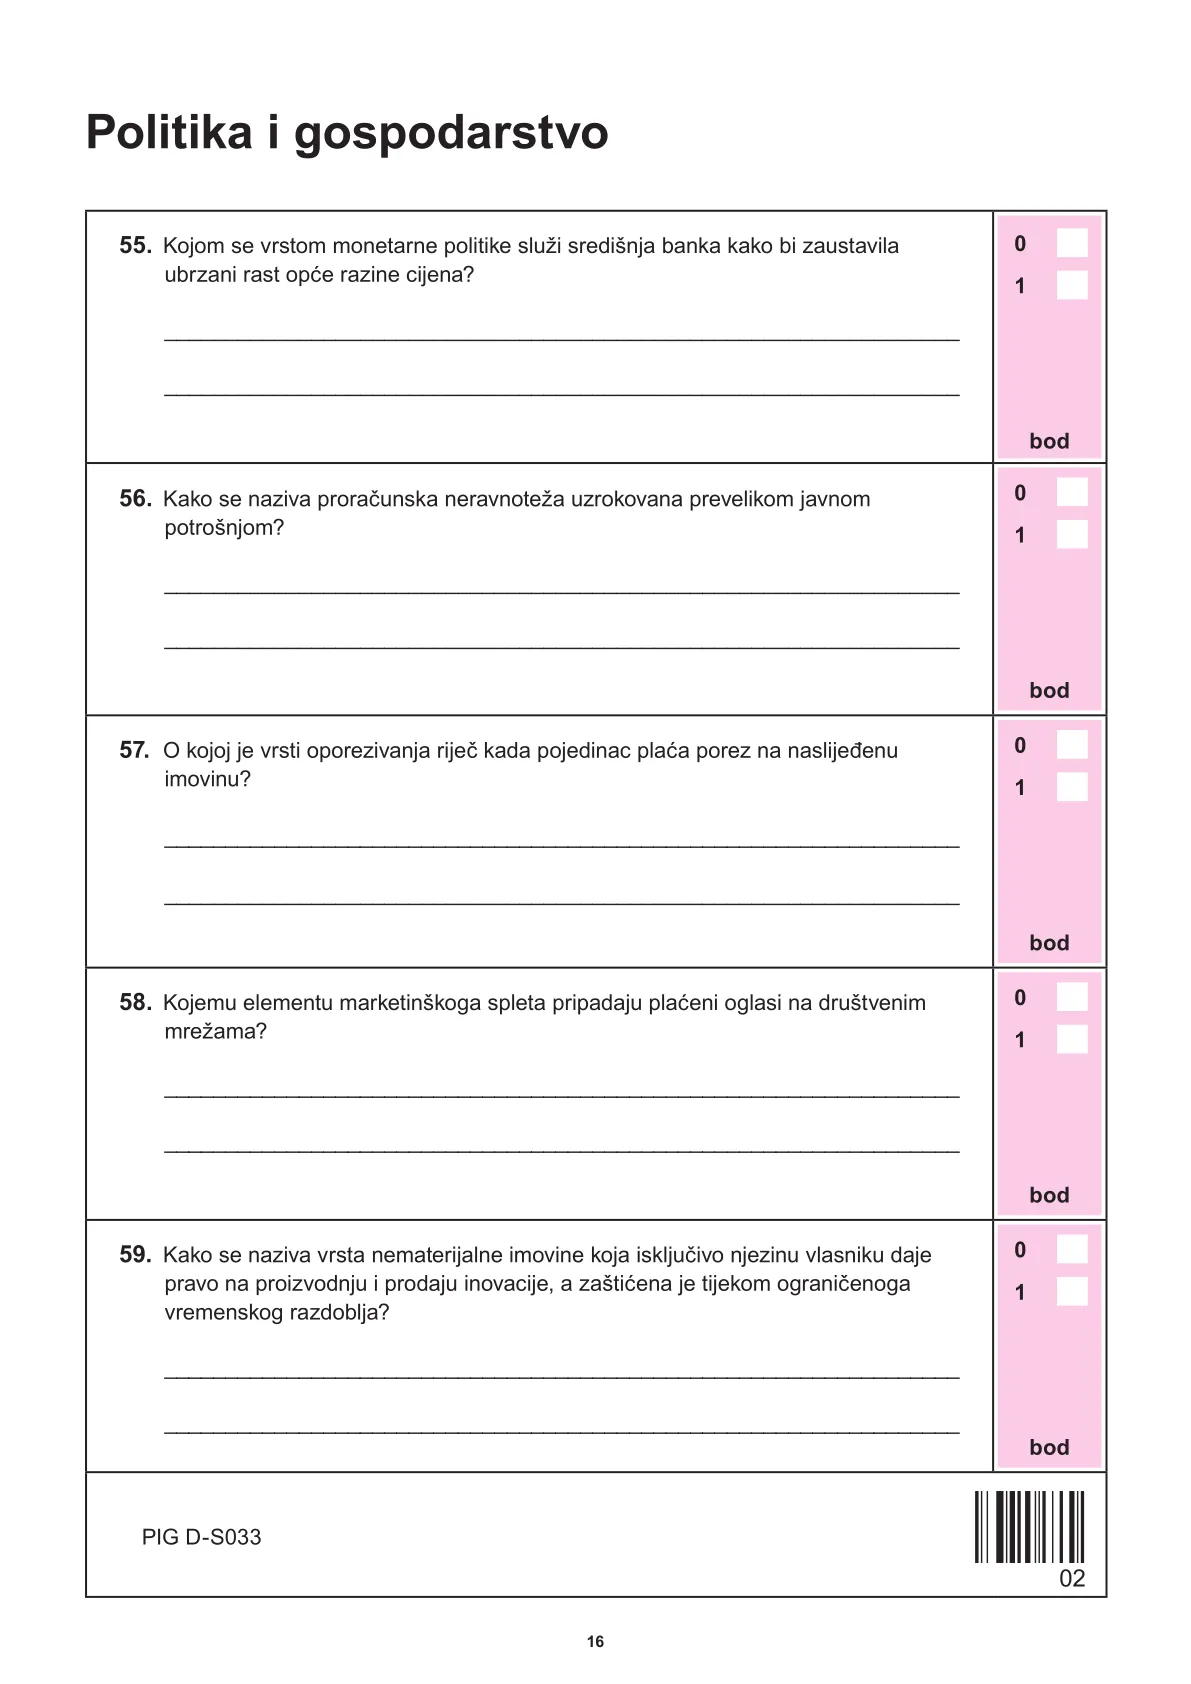 Politika i gospodarstvo
55. Kojom se vrstom monetarne politike služi središnja banka kako bi zaustavila
ubrzani rast opće razine cijena?
0
1
bod
56. Kako se naziva proračunska neravnoteža uzrokovana prevelikom javnom
potrošnjom?
0
1
bod
57. O kojoj je vrsti oporezivanja riječ kada pojedinac plaća porez na naslijeđenu
imovinu?
0
1
bod
58. Kojemu elementu marketinškoga spleta pripadaju plaćeni oglasi na društvenim
mrežama?
0
1
bod
59. Kako se naziva vrsta nematerijalne imovine koja isključivo njezinu vlasniku daje
pravo na proizvodnju i prodaju inovacije, a zaštićena je tijekom ograničenoga
vremenskog razdoblja?
0
1
bod
PIG D-S033
02
16